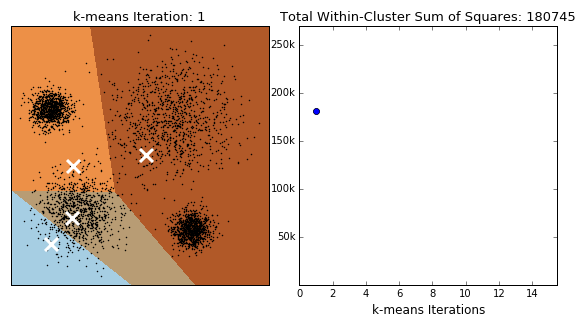 k-means Iteration: 1
Total Within-Cluster Sum of Squares: 180745
250k
200k
150k
100k
50k
0 2 4 6 8 10 12 14
k-means Iterations